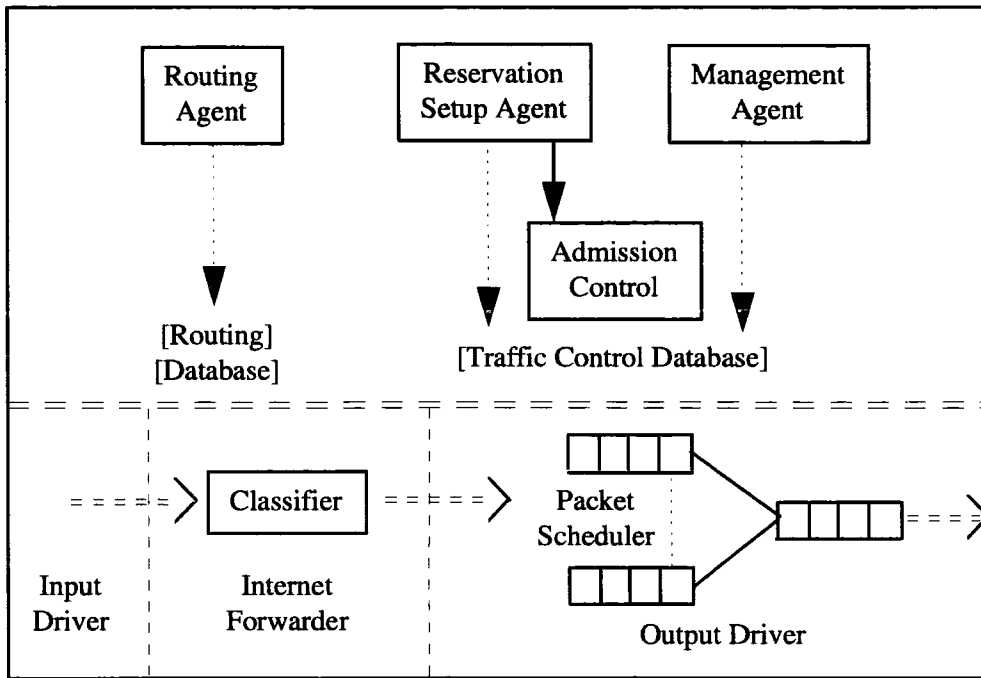 Routing
Agent
Reservation
Setup Agent
Management
Agent
Admission
Control
[Routing]
[Database]
[Traffic Control Database]
Classifier
Packet
Scheduler
Input
Driver
Internet
Forwarder
Output Driver